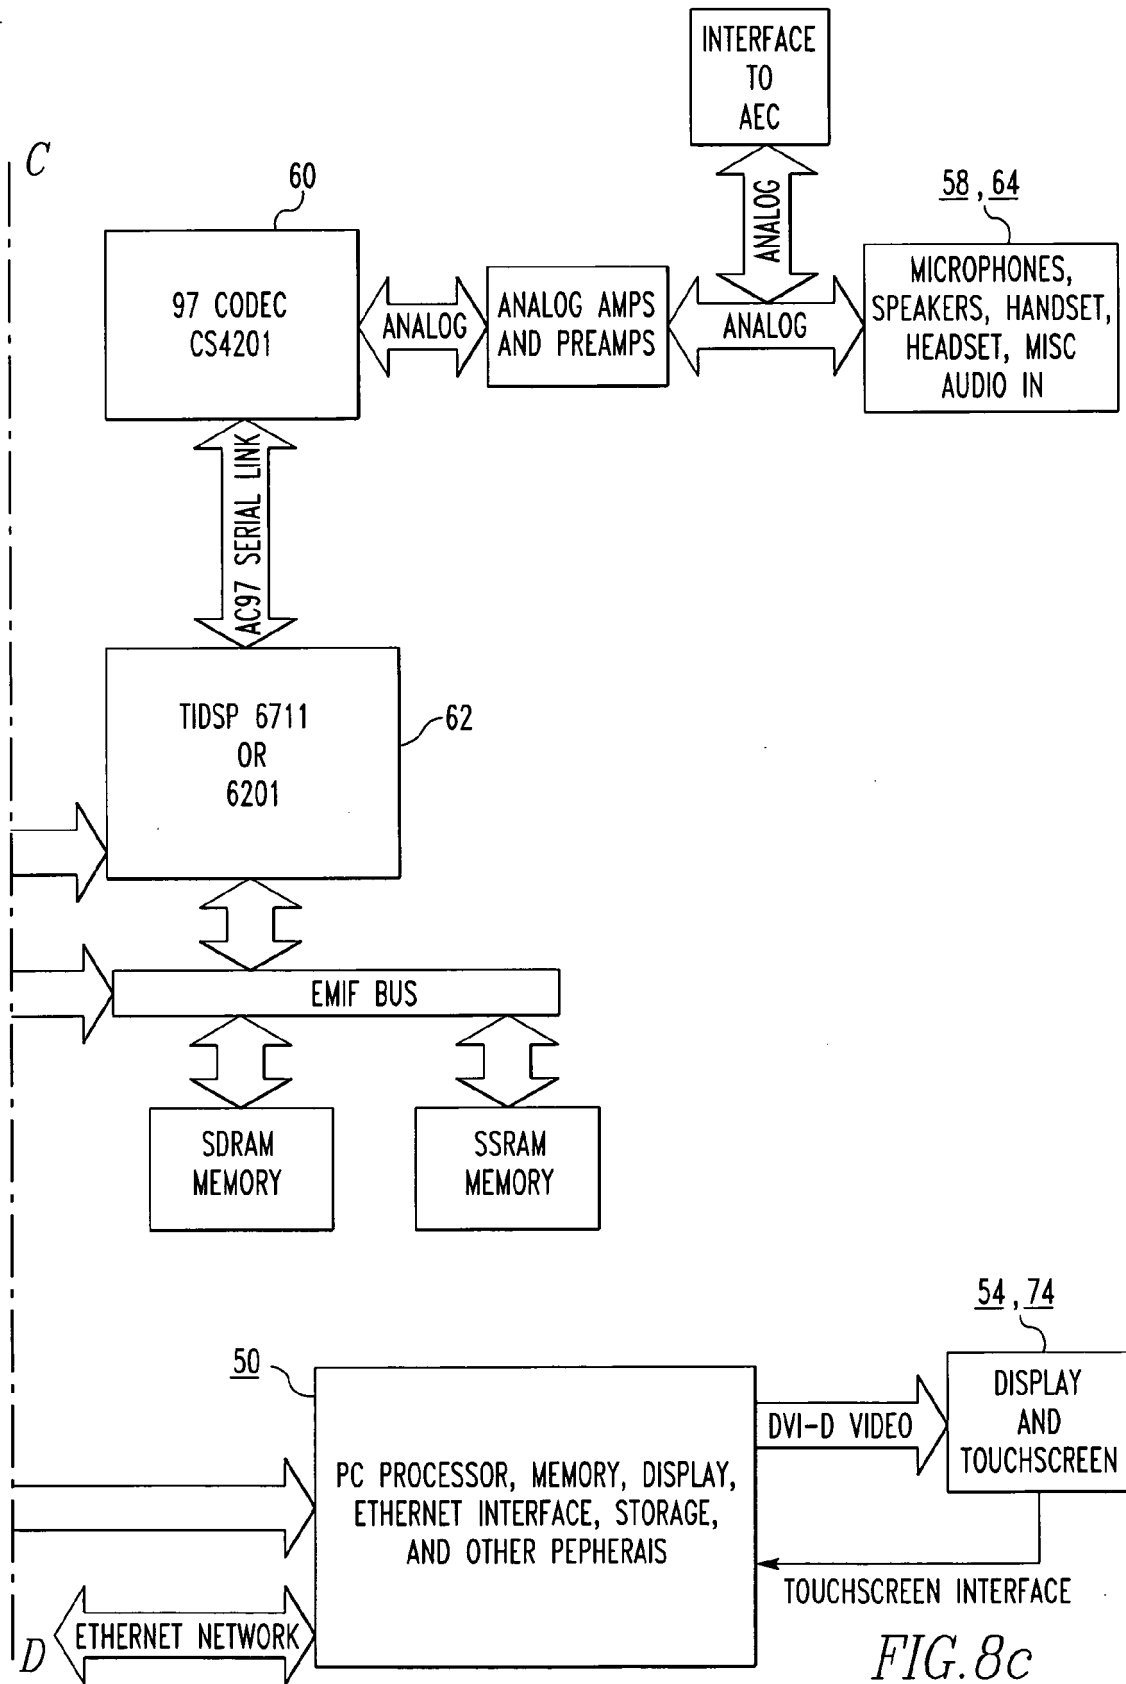 INTERFACE
TO
AEC
C
60
58, 64
ANALOG
97 CODEC
CS4201
ANALOG
ANALOG AMPS
AND PREAMPS
ANALOG
MICROPHONES,
SPEAKERS, HANDSET,
HEADSET, MISC
AUDIO IN
AC97 SERIAL LINK
TIDSP 6711
OR
6201
62
EMIF BUS
SDRAM
MEMORY
SSRAM
MEMORY
54, 74
50
DISPLAY
AND
TOUCHSCREEN
DVI-D VIDEO
PC PROCESSOR, MEMORY, DISPLAY,
ETHERNET INTERFACE, STORAGE,
AND OTHER PEPHERAIS
TOUCHSCREEN INTERFACE
ETHERNET NETWORK
D
FIG.8c